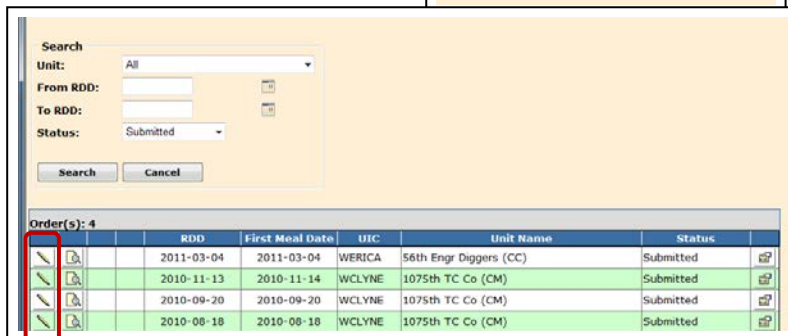 Search
Unit: All
From RDD:
To RDD:
Status: Submitted
Search Cancel
Order(s): 4
RDD First Meal Date UIC Unit Name Status
2011-03-04 2011-03-04 WERICA 56th Engr Diggers (CC) Submitted
2010-11-13 2010-11-14 WCLYNE 1075th TC Co (CM) Submitted
2010-09-20 2010-09-20 WCLYNE 1075th TC Co (CM) Submitted
2010-08-18 2010-08-18 WCLYNE 1075th TC Co (CM) Submitted